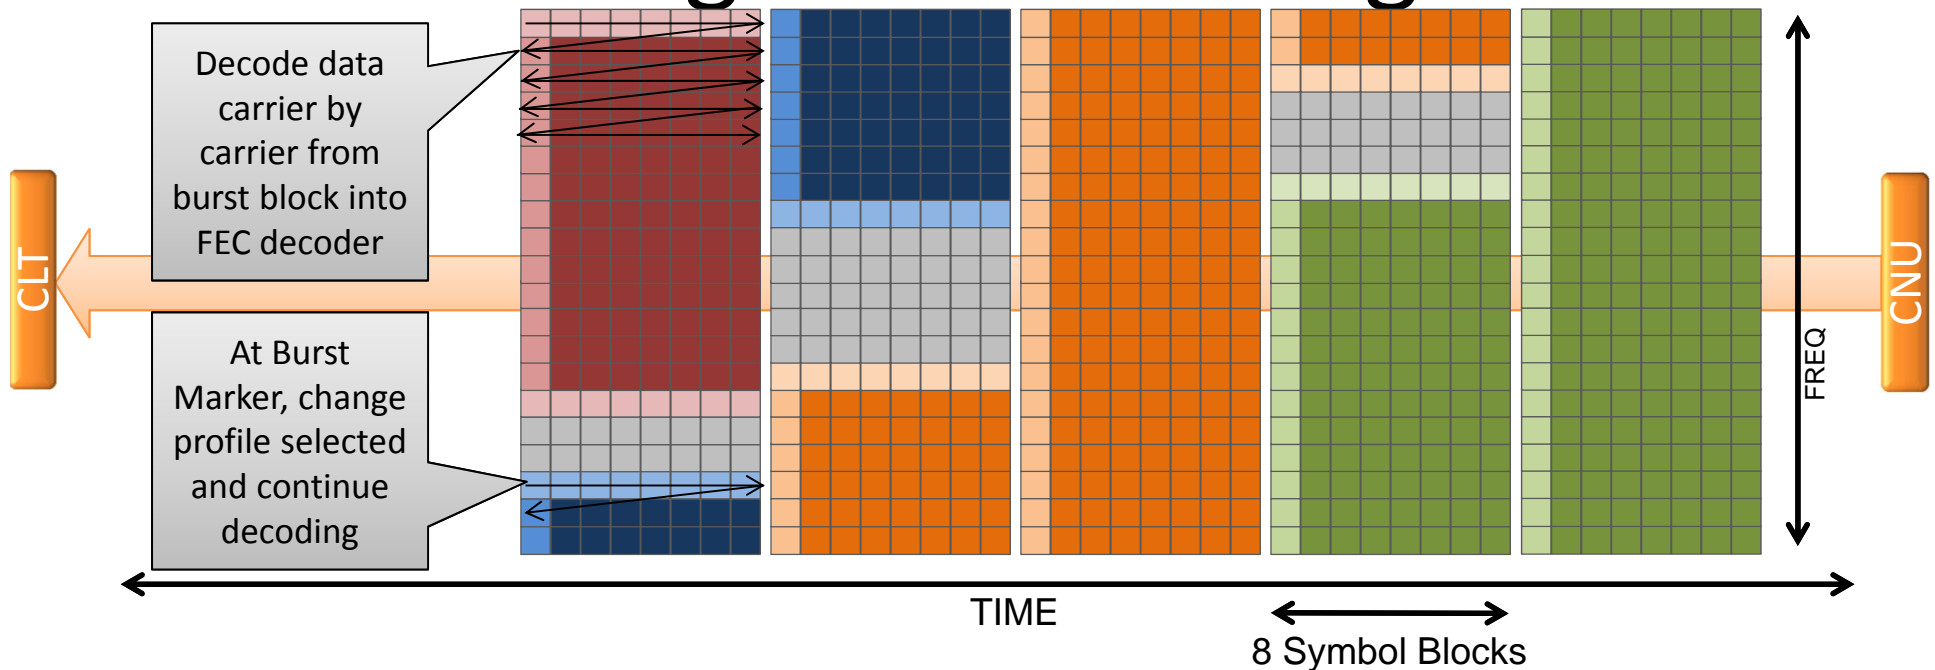 Decode data
carrier by
carrier from
burst block into
FEC decoder
CLT
CNU
At Burst
Marker, change
profile selected
and continue
decoding
FREQ
TIME
8 Symbol Blocks